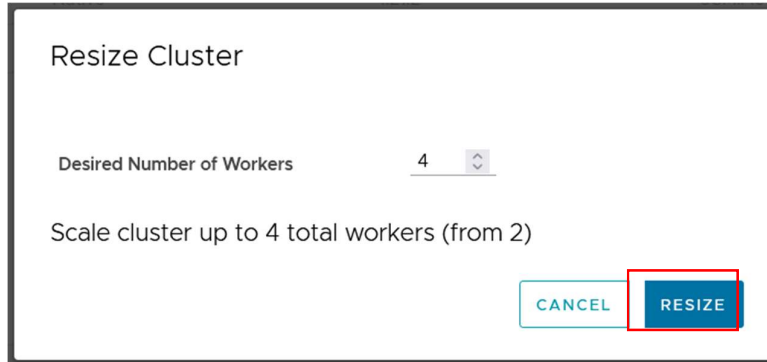 Resize Cluster
Desired Number of Workers 4
Scale cluster up to 4 total workers (from 2)
CANCEL RESIZE